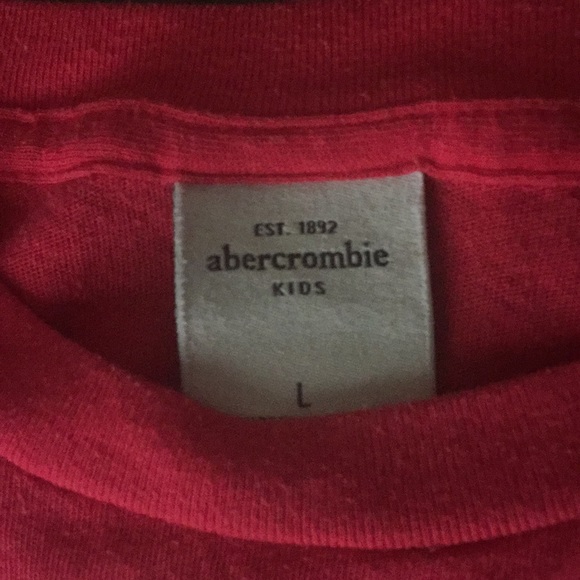 EST. 1892
abercrombie
KIDS
L